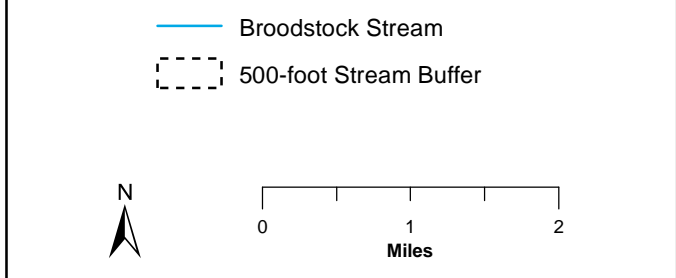 Broodstock Stream
500-foot Stream Buffer
N
0 1 2
Miles